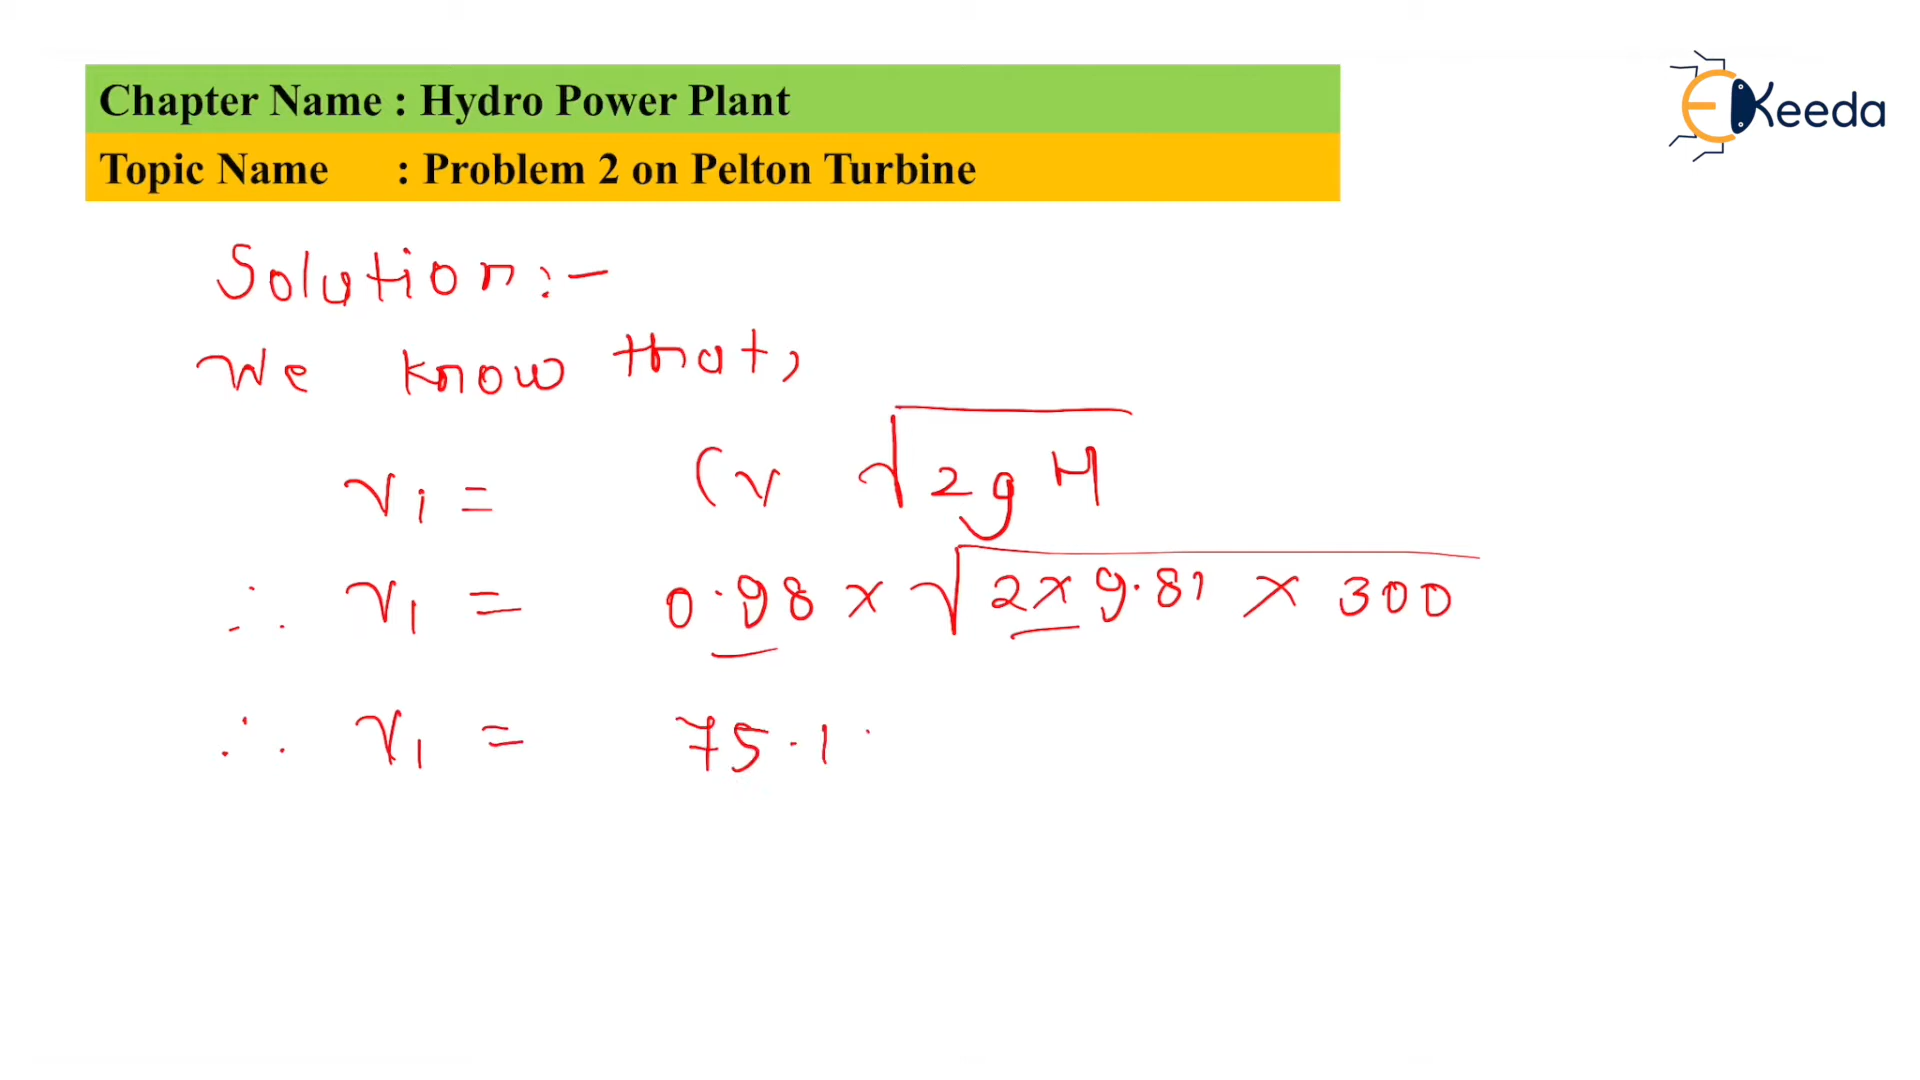 Chapter Name : Hydro Power Plant
Topic Name : Problem 2 on Pelton Turbine
EKeeda
Solution:-
We know that,
V1 = Cv √2gH
∴ V1 = 0.98 × √2×9.81 × 300
∴ V1 = 75.1